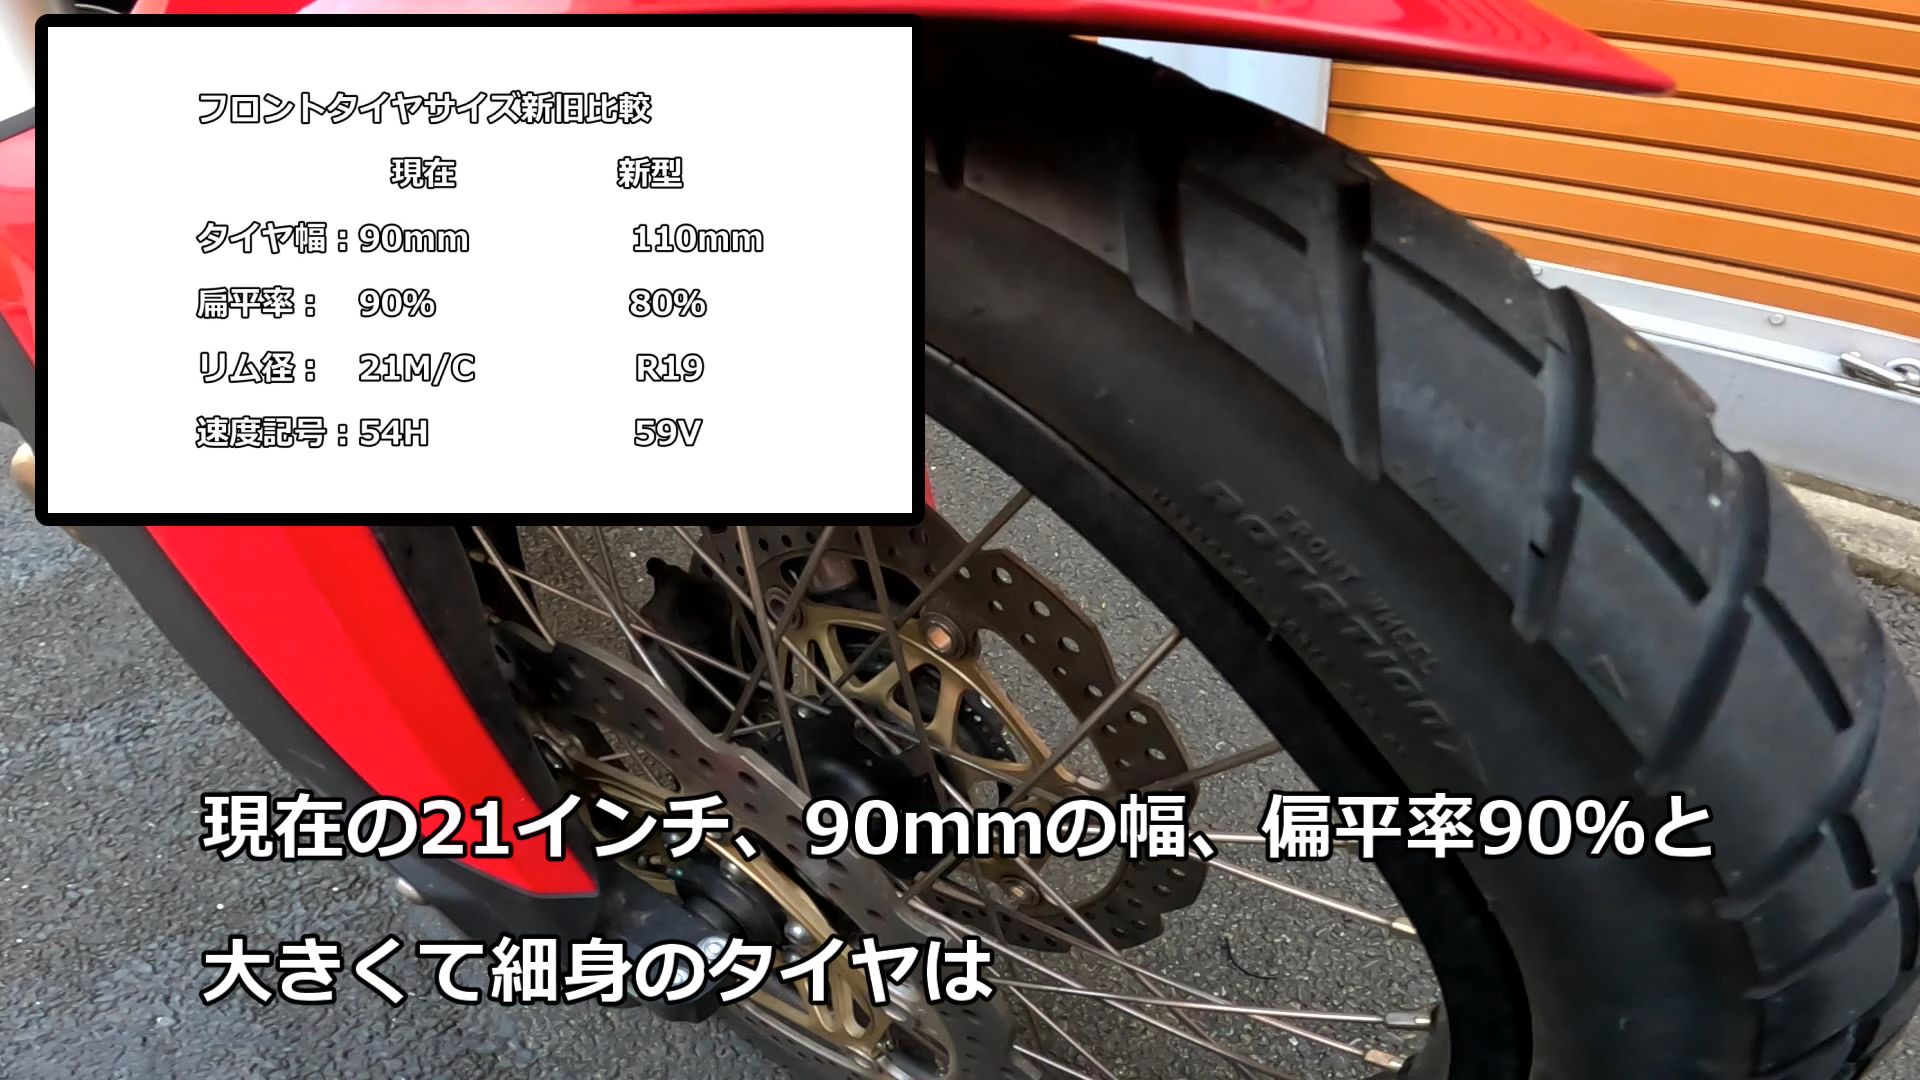 フロントタイヤサイズ新旧比較
現在 新型
タイヤ幅：90mm 110mm
扁平率： 90% 80%
リム径： 21M/C R19
速度記号：54H 59V
FRONT WHEEL
ROTATION
現在の21インチ、90mmの幅、偏平率90%と
大きくて細身のタイヤは